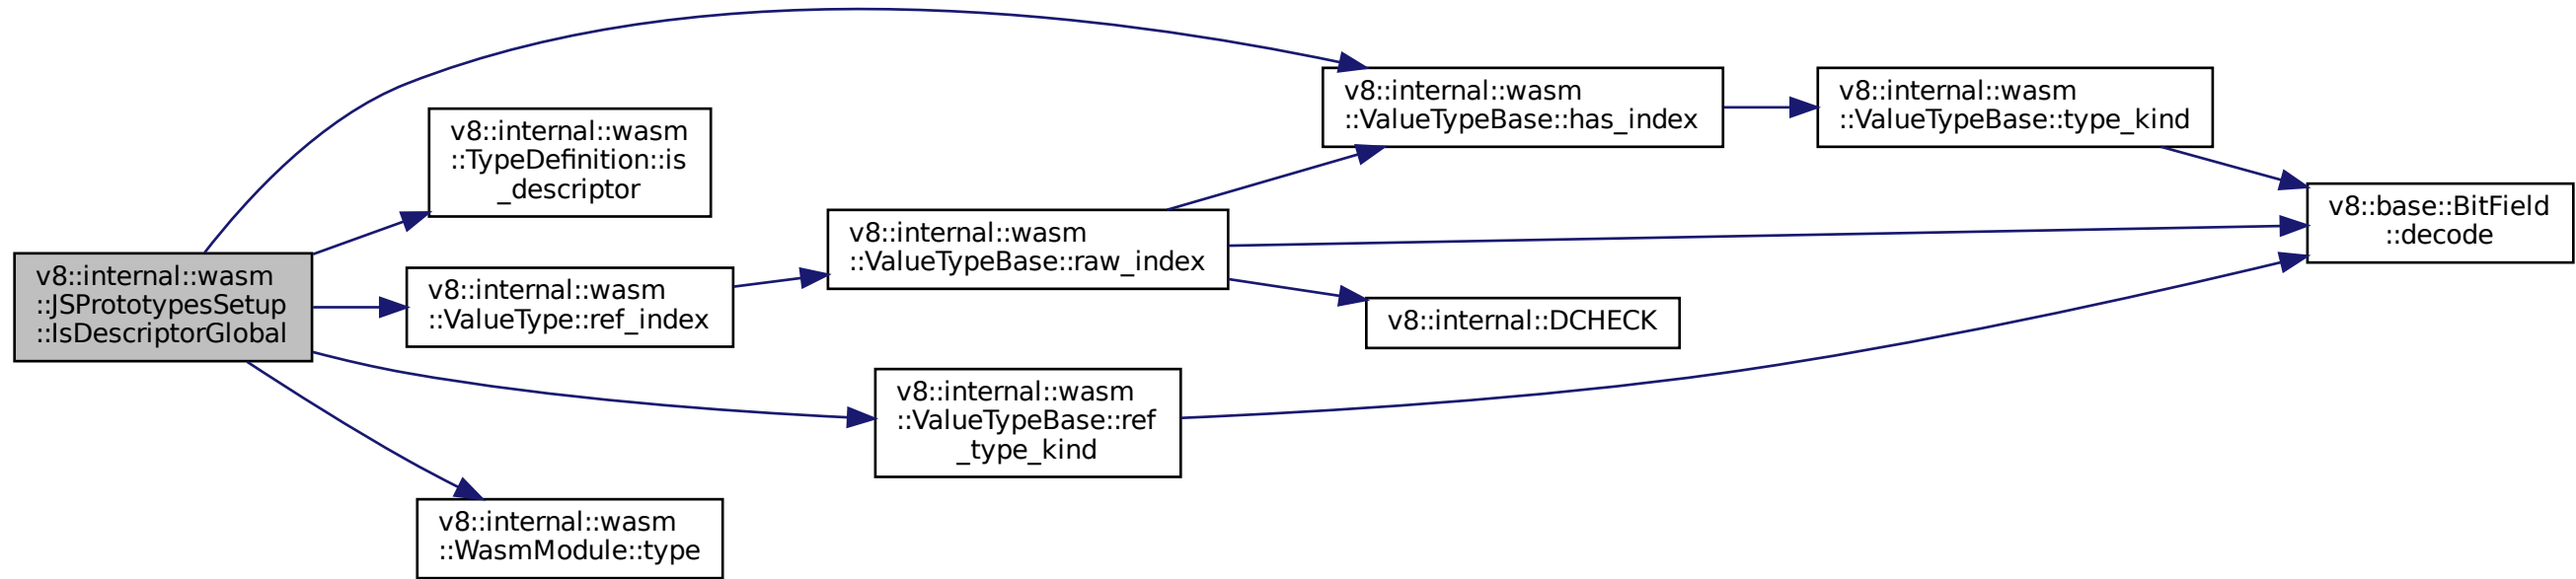 v8::internal::wasm
::JSPrototypesSetup
::IsDescriptorGlobal
v8::internal::wasm
::TypeDefinition::is
_descriptor
v8::internal::wasm
::ValueType::ref_index
v8::internal::wasm
::WasmModule::type
v8::internal::wasm
::ValueTypeBase::raw_index
v8::internal::wasm
::ValueTypeBase::ref
_type_kind
v8::internal::wasm
::ValueTypeBase::has_index
v8::internal::DCHECK
v8::internal::wasm
::ValueTypeBase::type_kind
v8::base::BitField
::decode